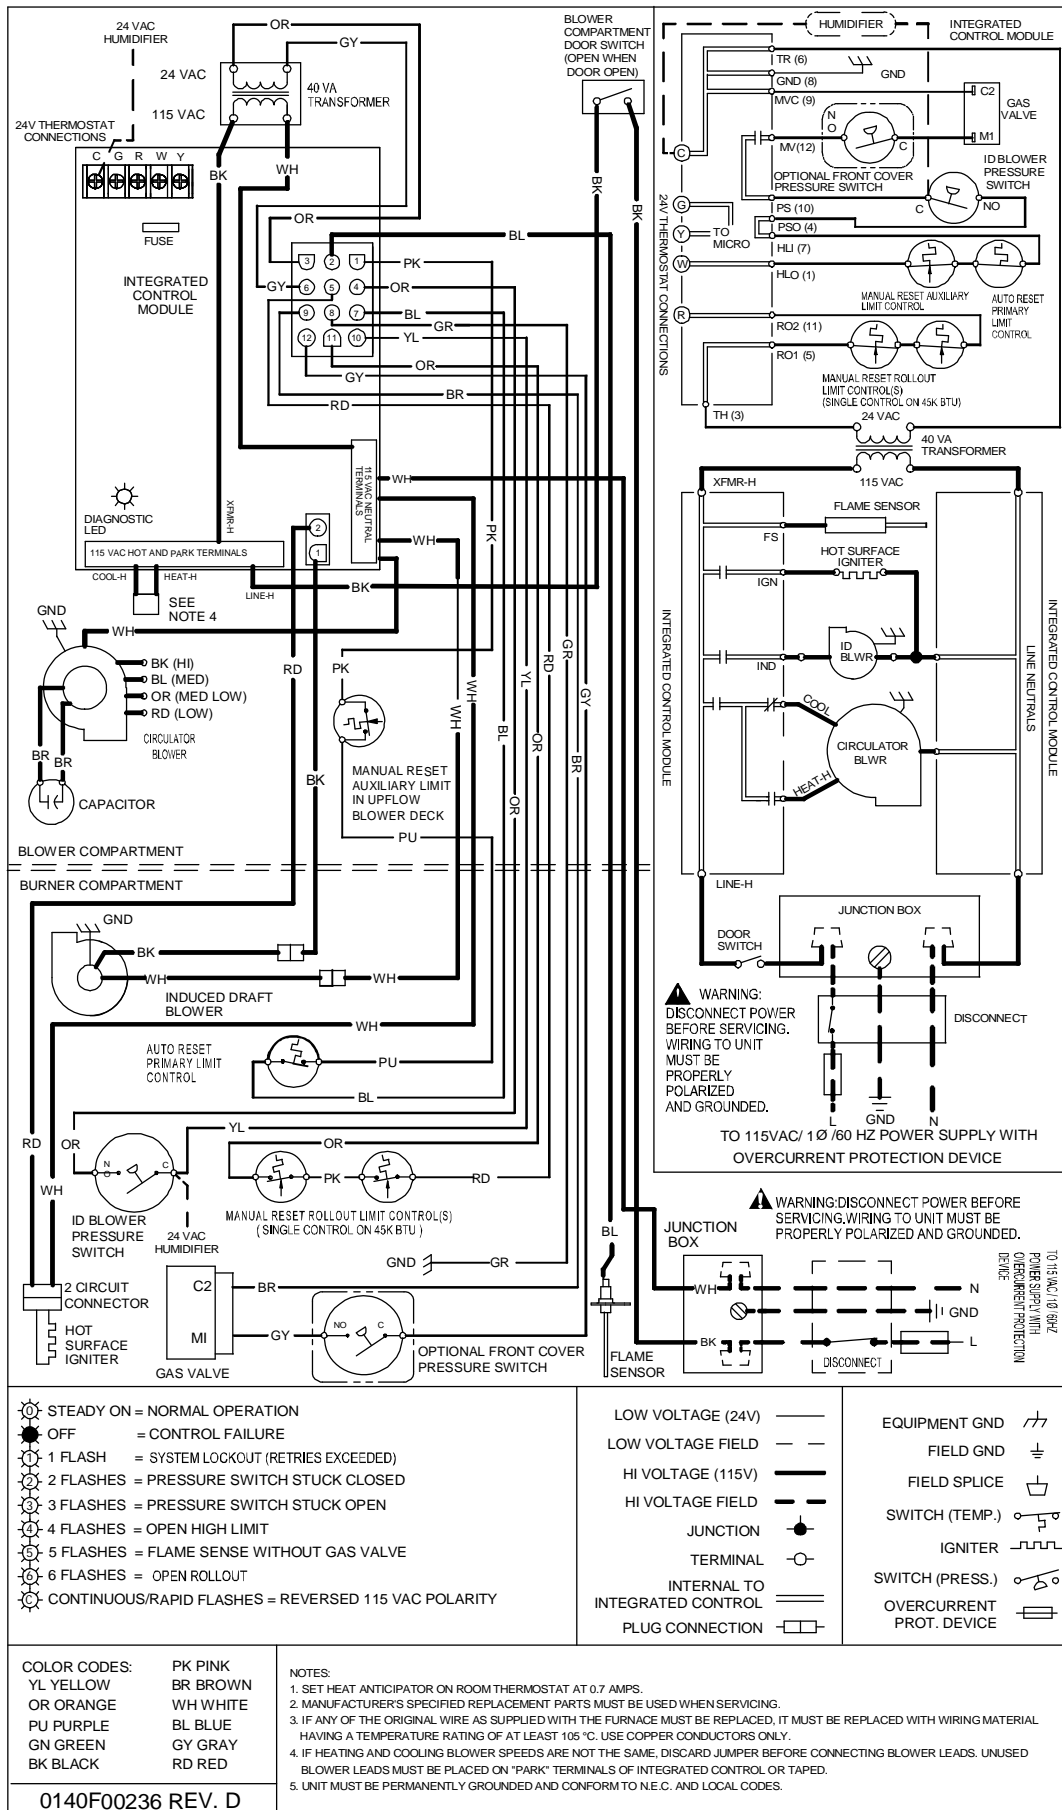 24 VAC
HUMIDIFIER
OR
GY
24 VAC
115 VAC
40 VA
TRANSFORMER
24V THERMOSTAT
CONNECTIONS
C G R W Y
BK
WH
OR
FUSE
INTEGRATED
CONTROL
MODULE
BL
3 2 1
6 5 4
9 8 7
12 11 10
PK
GY
OR
BL
GR
YL
OR
GY
BR
RD
BLOWER
COMPARTMENT
DOOR SWITCH
(OPEN WHEN
DOOR OPEN)
BK
BK
115 VAC NEUTRAL
TERMINALS
WH
WH
PK
DIAGNOSTIC
LED
XFMR-H
2
1
115 VAC HOT AND PARK TERMINALS
COOL-H
HEAT-H
LINE-H
BK
SEE
NOTE 4
GND
WH
BK (HI)
BL (MED)
OR (MED LOW)
RD (LOW)
CIRCULATOR
BLOWER
BR
BR
CAPACITOR
RD
BK
PK
MANUAL RESET
AUXILIARY LIMIT
IN UPFLOW
BLOWER DECK
PU
WH
WH
BL
OR
YL
OR
RD
GR
BR
GY
BLOWER COMPARTMENT
BURNER COMPARTMENT
GND
BK
WH
WH
INDUCED DRAFT
BLOWER
WH
AUTO RESET
PRIMARY LIMIT
CONTROL
PU
BL
YL
RD
OR
WH
NO
C
ID BLOWER
PRESSURE
SWITCH
24 VAC
HUMIDIFIER
OR
PK
RD
MANUAL RESET ROLLOUT LIMIT CONTROL(S)
( SINGLE CONTROL ON 45K BTU )
GND
GR
2 CIRCUIT
CONNECTOR
HOT
SURFACE
IGNITER
C2
MI
GAS VALVE
BR
GY
NO
C
OPTIONAL FRONT COVER
PRESSURE SWITCH
BL
FLAME
SENSOR
HUMIDIFIER
INTEGRATED
CONTROL MODULE
TR (6)
GND (8)
GND
MVC (9)
C2
GAS
VALVE
M1
NO
C
MV(12)
OPTIONAL FRONT COVER
PRESSURE SWITCH
ID BLOWER
PRESSURE
SWITCH
C
NO
PS (10)
PSO (4)
HLI (7)
HLO (1)
C
G
Y
TO
MICRO
W
R
24V THERMOSTAT CONNECTIONS
MANUAL RESET AUXILIARY
LIMIT CONTROL
AUTO RESET
PRIMARY
LIMIT
CONTROL
RO2 (11)
RO1 (5)
MANUAL RESET ROLLOUT
LIMIT CONTROL(S)
(SINGLE CONTROL ON 45K BTU)
TH (3)
24 VAC
40 VA
TRANSFORMER
115 VAC
XFMR-H
FLAME SENSOR
FS
HOT SURFACE
IGNITER
IGN
IND
ID
BLWR
COOL
CIRCULATOR
BLWR
HEAT-H
INTEGRATED CONTROL MODULE
LINE NEUTRALS
INTEGRATED CONTROL MODULE
LINE-H
JUNCTION BOX
DOOR
SWITCH
WARNING:
DISCONNECT POWER
BEFORE SERVICING.
WIRING TO UNIT
MUST BE
PROPERLY
POLARIZED
AND GROUNDED.
DISCONNECT
L
GND
N
TO 115VAC/ 1Ø /60 HZ POWER SUPPLY WITH
OVERCURRENT PROTECTION DEVICE
WARNING:DISCONNECT POWER BEFORE
SERVICING.WIRING TO UNIT MUST BE
PROPERLY POLARIZED AND GROUNDED.
JUNCTION
BOX
WH
N
GND
BK
L
DISCONNECT
TO 115 VAC/ 1Ø /60HZ
POWER SUPPLY WITH
OVERCURRENT PROTECTION
DEVICE
0 STEADY ON = NORMAL OPERATION
OFF = CONTROL FAILURE
1 1 FLASH = SYSTEM LOCKOUT (RETRIES EXCEEDED)
2 2 FLASHES = PRESSURE SWITCH STUCK CLOSED
3 3 FLASHES = PRESSURE SWITCH STUCK OPEN
4 4 FLASHES = OPEN HIGH LIMIT
5 5 FLASHES = FLAME SENSE WITHOUT GAS VALVE
6 6 FLASHES = OPEN ROLLOUT
C CONTINUOUS/RAPID FLASHES = REVERSED 115 VAC POLARITY
LOW VOLTAGE (24V)
LOW VOLTAGE FIELD
HI VOLTAGE (115V)
HI VOLTAGE FIELD
JUNCTION
TERMINAL
INTERNAL TO
INTEGRATED CONTROL
PLUG CONNECTION
EQUIPMENT GND
FIELD GND
FIELD SPLICE
SWITCH (TEMP.)
IGNITER
SWITCH (PRESS.)
OVERCURRENT
PROT. DEVICE
COLOR CODES: PK PINK
YL YELLOW BR BROWN
OR ORANGE WH WHITE
PU PURPLE BL BLUE
GN GREEN GY GRAY
BK BLACK RD RED
0140F00236 REV. D
NOTES:
1. SET HEAT ANTICIPATOR ON ROOM THERMOSTAT AT 0.7 AMPS.
2. MANUFACTURER'S SPECIFIED REPLACEMENT PARTS MUST BE USED WHEN SERVICING.
3. IF ANY OF THE ORIGINAL WIRE AS SUPPLIED WITH THE FURNACE MUST BE REPLACED, IT MUST BE REPLACED WITH WIRING MATERIAL
HAVING A TEMPERATURE RATING OF AT LEAST 105 °C. USE COPPER CONDUCTORS ONLY.
4. IF HEATING AND COOLING BLOWER SPEEDS ARE NOT THE SAME, DISCARD JUMPER BEFORE CONNECTING BLOWER LEADS. UNUSED
BLOWER LEADS MUST BE PLACED ON "PARK" TERMINALS OF INTEGRATED CONTROL OR TAPED.
5. UNIT MUST BE PERMANENTLY GROUNDED AND CONFORM TO N.E.C. AND LOCAL CODES.